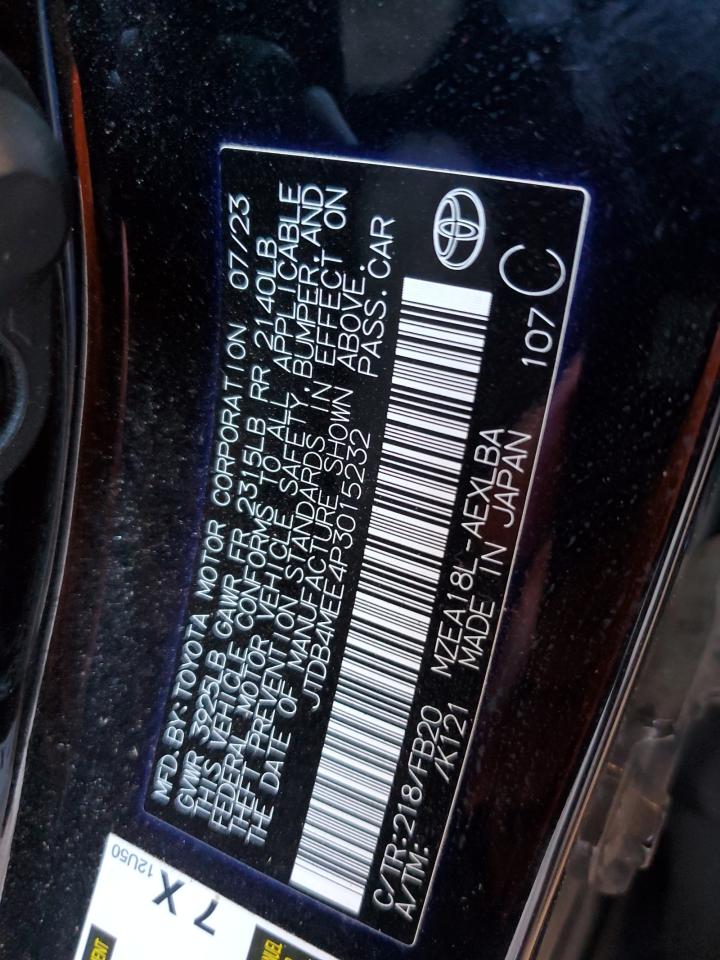 MFD.BY:TOYOTA MOTOR CORPORATION 07/23
GVWR 3925LB GAWR FR 2315LB RR 2140LB
THIS VEHICLE CONFORMS TO ALL APPLICABLE
FEDERAL MOTOR VEHICLE SAFETY,BUMPER,AND
THEFT PREVENTION STANDARDS IN EFFECT ON
THE DATE OF MANUFACTURE SHOWN ABOVE.
JTDB4MEE4P3015232 PASS.CAR
C/TR:218/FB20 MZEA18L-AEXLBA
A/TM: /K121 MADE IN JAPAN
107 C
7 X
12U50